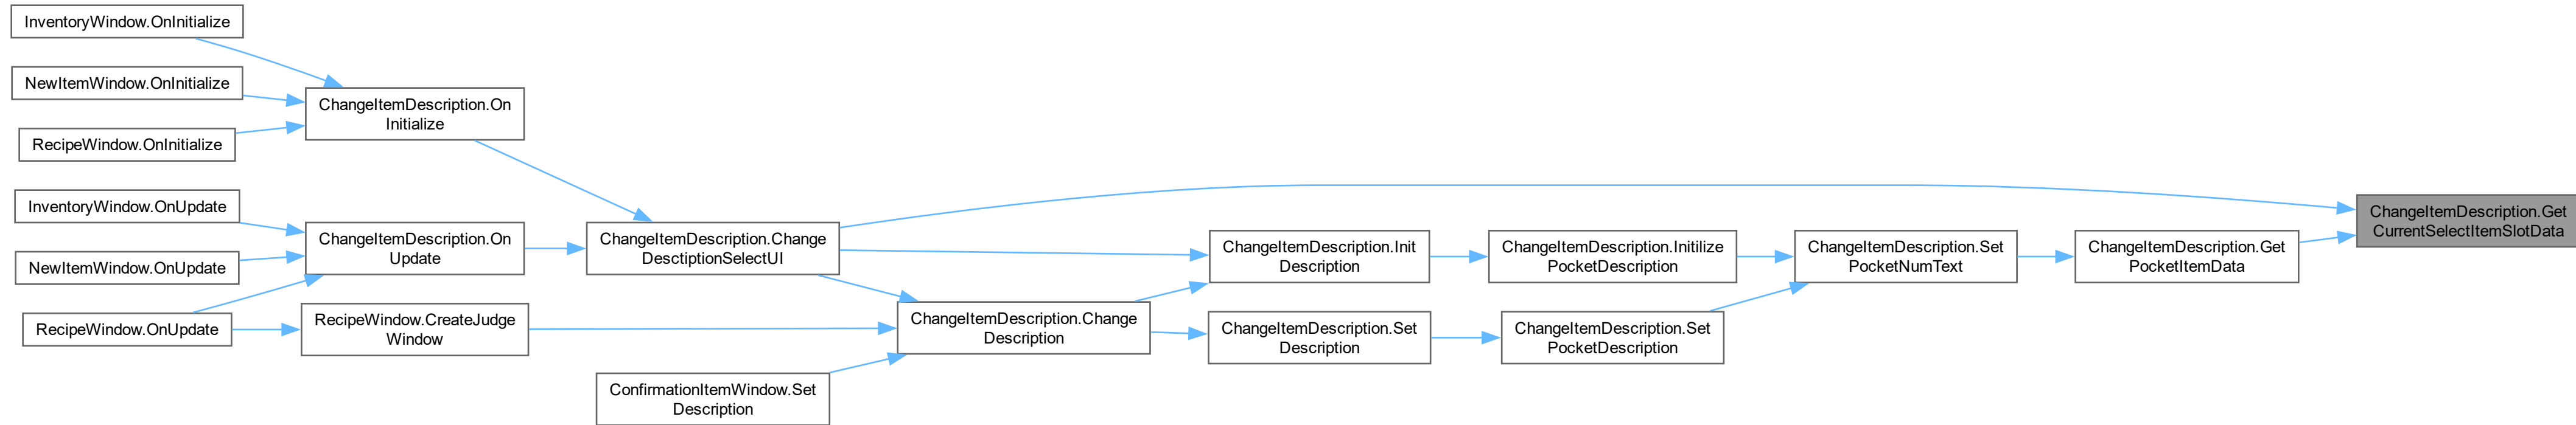 InventoryWindow.OnInitialize
NewItemWindow.OnInitialize
RecipeWindow.OnInitialize
InventoryWindow.OnUpdate
NewItemWindow.OnUpdate
RecipeWindow.OnUpdate
ChangeItemDescription.On
Initialize
ChangeItemDescription.On
Update
RecipeWindow.CreateJudge
Window
ChangeItemDescription.Change
DesctiptionSelectUI
ConfirmationItemWindow.Set
Description
ChangeItemDescription.Change
Description
ChangeItemDescription.Init
Description
ChangeItemDescription.Set
Description
ChangeItemDescription.Initilize
PocketDescription
ChangeItemDescription.Set
PocketDescription
ChangeItemDescription.Set
PocketNumText
ChangeItemDescription.Get
PocketItemData
ChangeItemDescription.Get
CurrentSelectItemSlotData